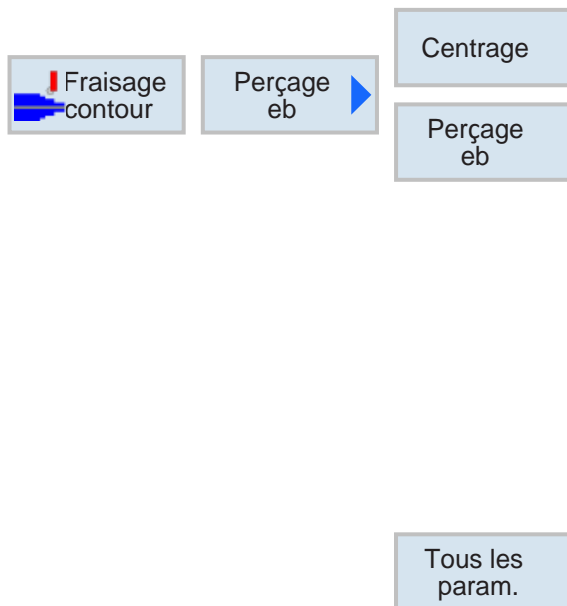 Fraisage
contour
Perçage
eb
Centrage
Perçage
eb
Tous les
param.